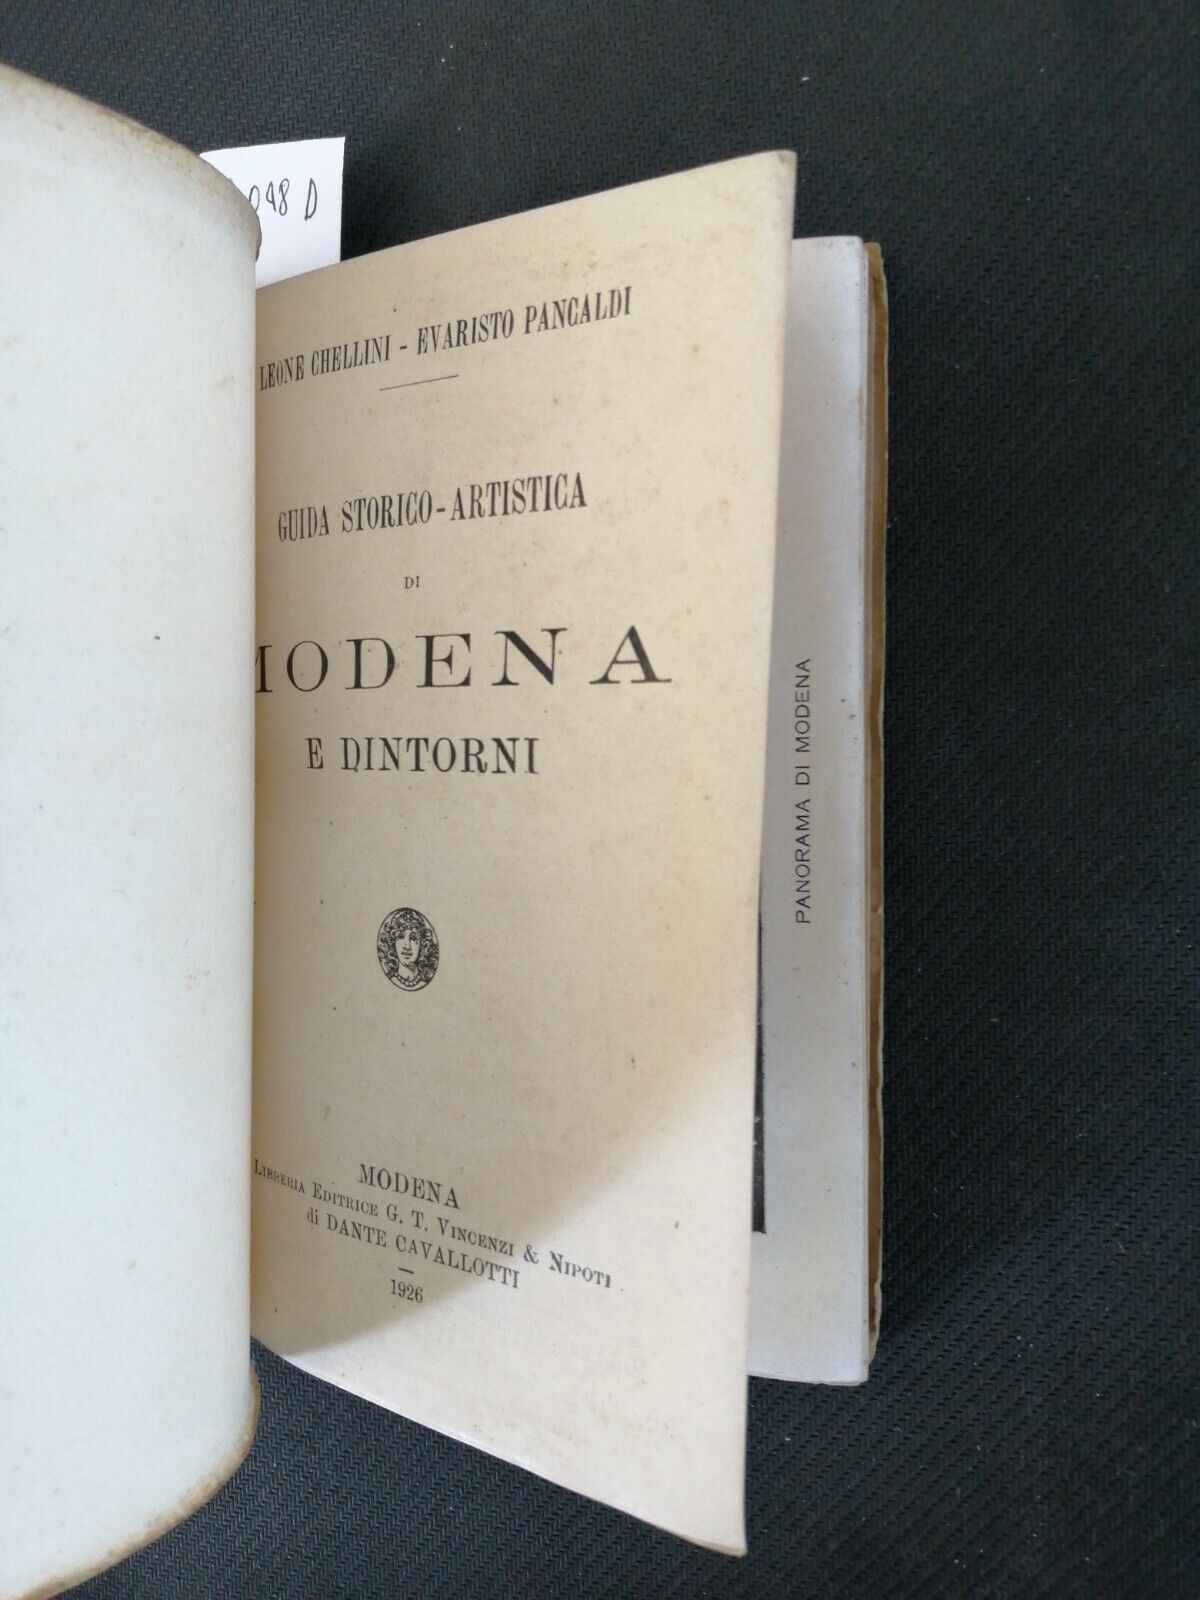 098 D
LEONE CHELLINI - EVARISTO PANCALDI
GUIDA STORICO-ARTISTICA
DI
MODENA
E DINTORNI
MODENA
LIBRERIA EDITRICE G. T. VINCENZI & NIPOTI
di DANTE CAVALLOTTI
1926
PANORAMA DI MODENA